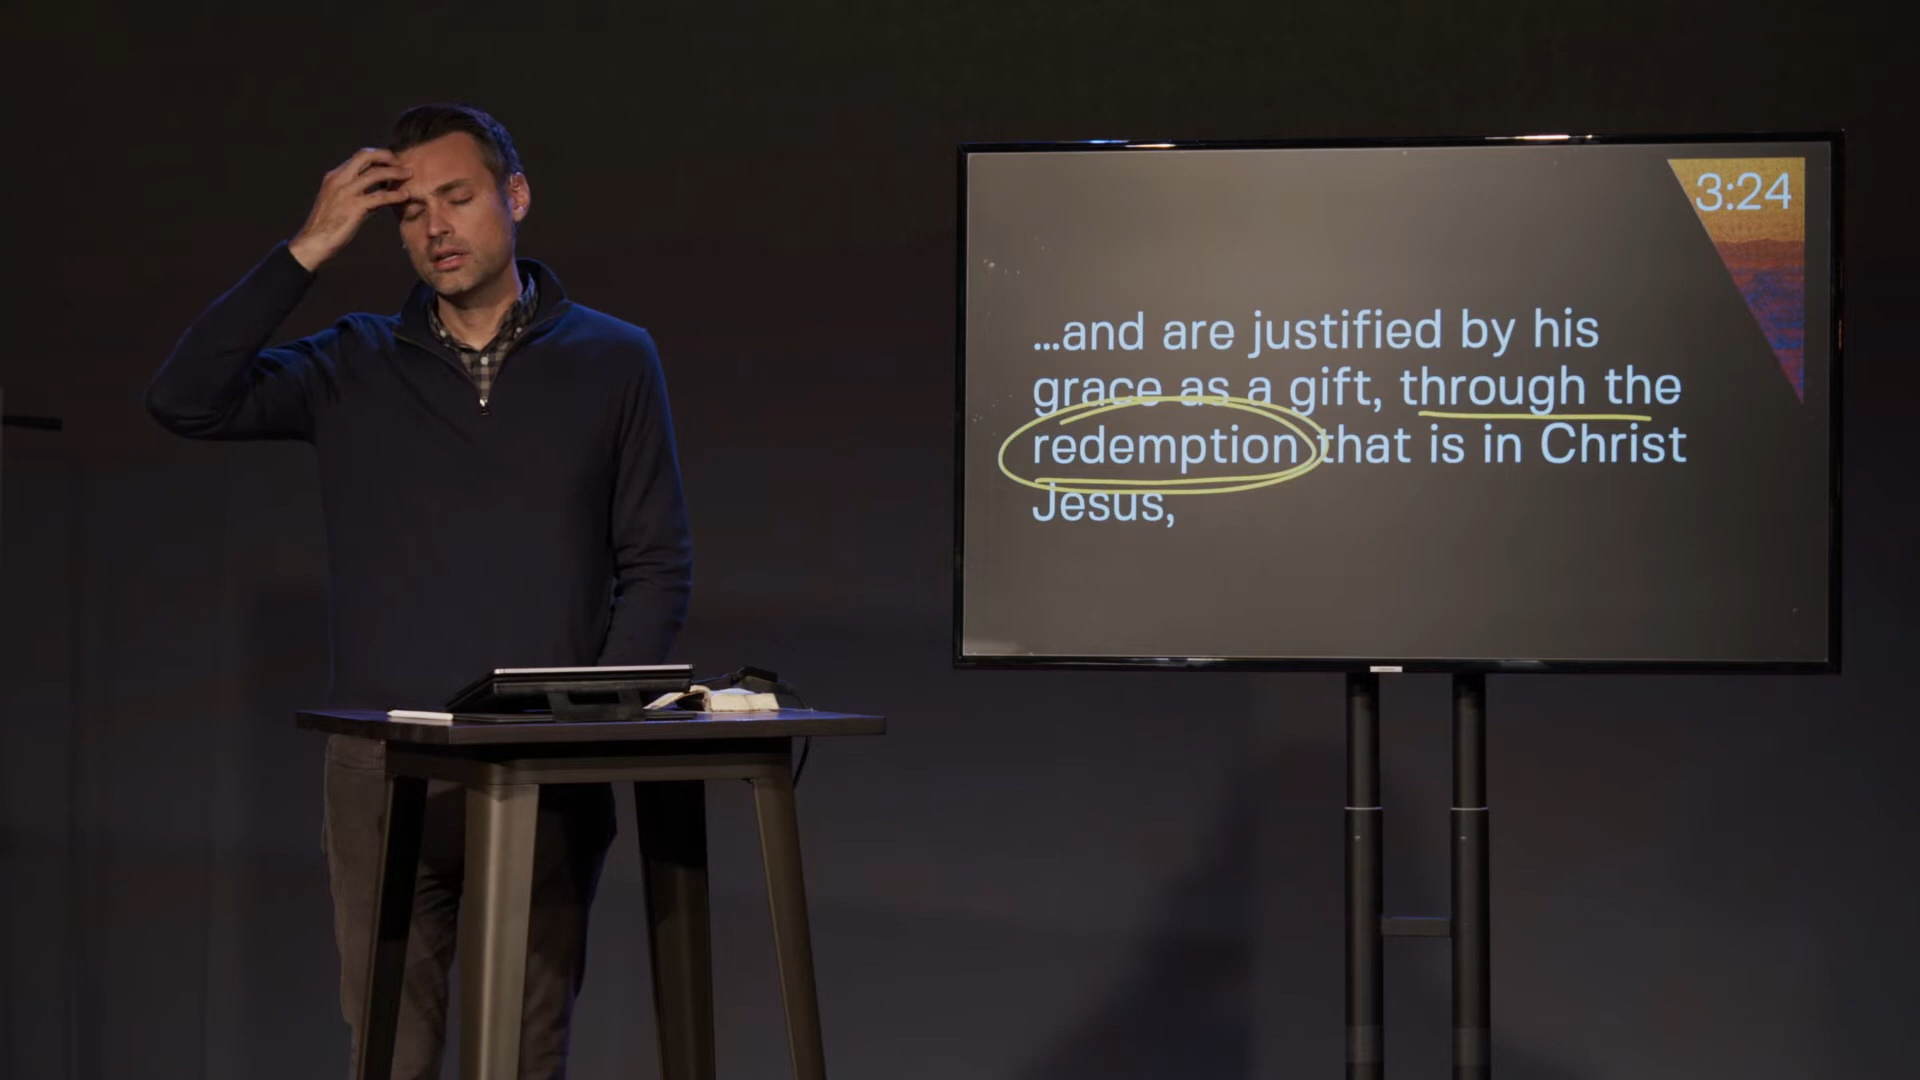 3:24
...and are justified by his
grace as a gift, through the
redemption that is in Christ
Jesus,